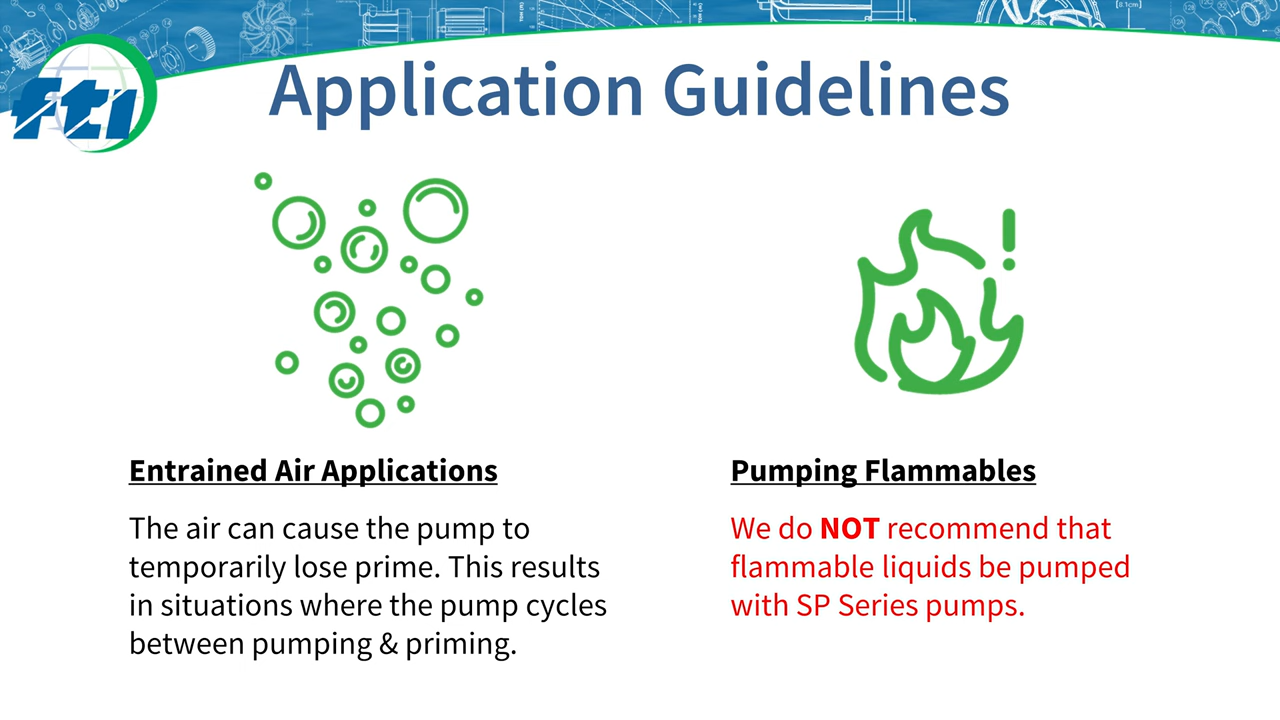 fti
Application Guidelines
Entrained Air Applications
The air can cause the pump to
temporarily lose prime. This results
in situations where the pump cycles
between pumping & priming.
Pumping Flammables
We do NOT recommend that
flammable liquids be pumped
with SP Series pumps.